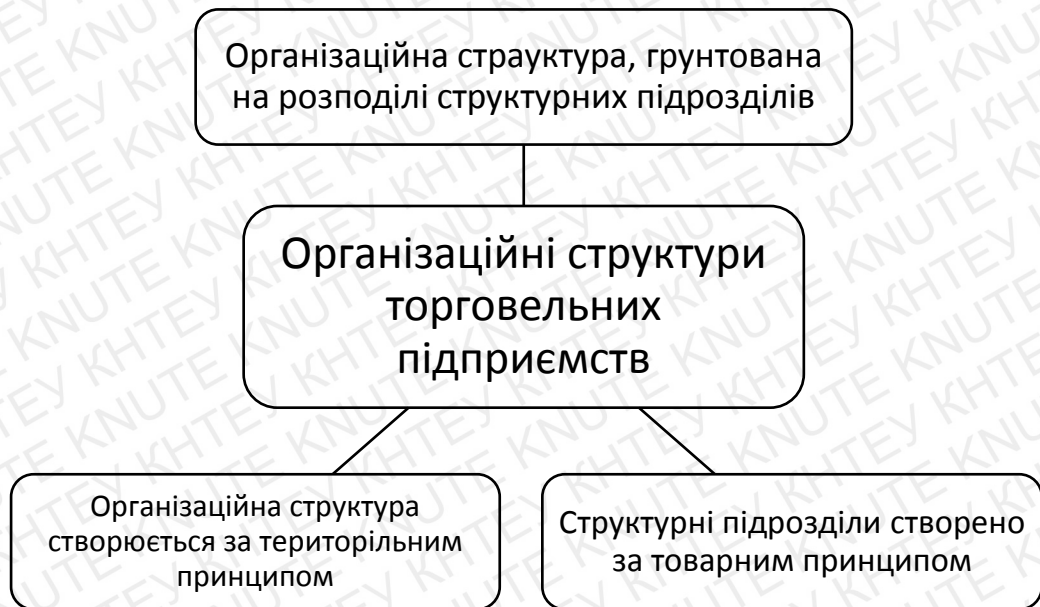 Організаційна страуктура, грунтована
на розподілі структурних підрозділів
Організаційні структури
торговельних
підприємств
Організаційна структура
створюється за територільним
принципом
Структурні підрозділи створено
за товарним принципом